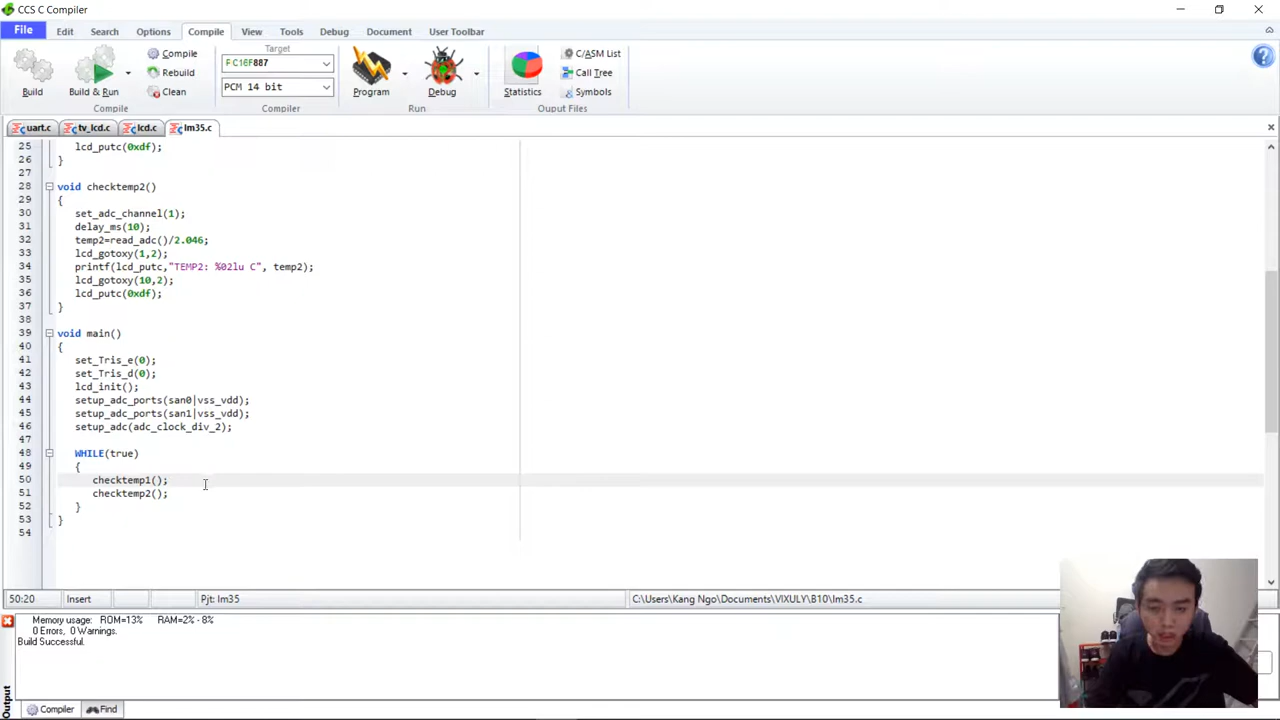 CCS C Compiler
File Edit Search Options Compile View Tools Debug Document User Toolbar
Target
Build
Build & Run
Compile
Rebuild
Clean
PCM 14 bit
Program
Debug
Statistics
C/ASM List
Call Tree
Symbols
Compile Compiler Run Ouput Files
uart.c tv_lcd.c lcd.c lm35.c
25 lcd_putc(0xdf);
26 }
27
28 void checktemp2()
29 {
30 set_adc_channel(1);
31 delay_ms(10);
32 temp2=read_adc()/2.046;
33 lcd_gotoxy(1,2);
34 printf(lcd_putc,"TEMP2: %02lu C", temp2);
35 lcd_gotoxy(10,2);
36 lcd_putc(0xdf);
37 }
38
39 void main()
40 {
41 set_Tris_e(0);
42 set_Tris_d(0);
43 lcd_init();
44 setup_adc_ports(san0|vss_vdd);
45 setup_adc_ports(san1|vss_vdd);
46 setup_adc(adc_clock_div_2);
47
48 WHILE(true)
49 {
50 checktemp1();
51 checktemp2();
52 }
53 }
54
50:20 Insert Pjt: lm35 C:\Users\Kang Ngo\Documents\VIXULY\B10\lm35.c
Memory usage: ROM=13% RAM=2% - 8%
0 Errors, 0 Warnings.
Build Successful.
Output
Compiler Find